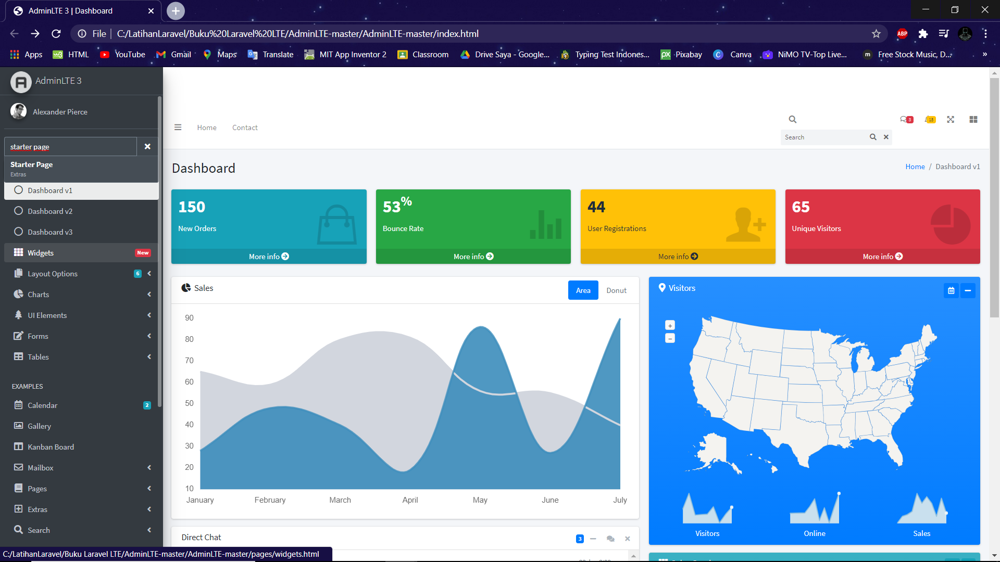 AdminLTE 3 | Dashboard
File
C:/LatihanLaravel/Buku%20Laravel%20LTE/AdminLTE-master/AdminLTE-master/index.html
ABP
Apps
HTML
YouTube
Gmail
Maps
Translate
MIT App Inventor 2
Classroom
Drive Saya - Google...
Typing Test Indones...
Pixabay
Canva
NiMO TV-Top Live...
Free Stock Music, D...
AdminLTE 3
Alexander Pierce
starter page
Starter Page
Extras
Dashboard v1
Dashboard v2
Dashboard v3
Widgets New
Layout Options 6
Charts
UI Elements
Forms
Tables
EXAMPLES
Calendar 2
Gallery
Kanban Board
Mailbox
Pages
Extras
Search
C:/LatihanLaravel/Buku Laravel LTE/AdminLTE-master/AdminLTE-master/pages/widgets.html
Home Contact
3
15
Search
Dashboard
Home / Dashboard v1
150
New Orders
More info
53%
Bounce Rate
More info
44
User Registrations
More info
65
Unique Visitors
More info
Sales
Area Donut
90
80
70
60
50
40
30
20
10
January February March April May June July
Direct Chat
3
Visitors
+
−
Visitors Online Sales